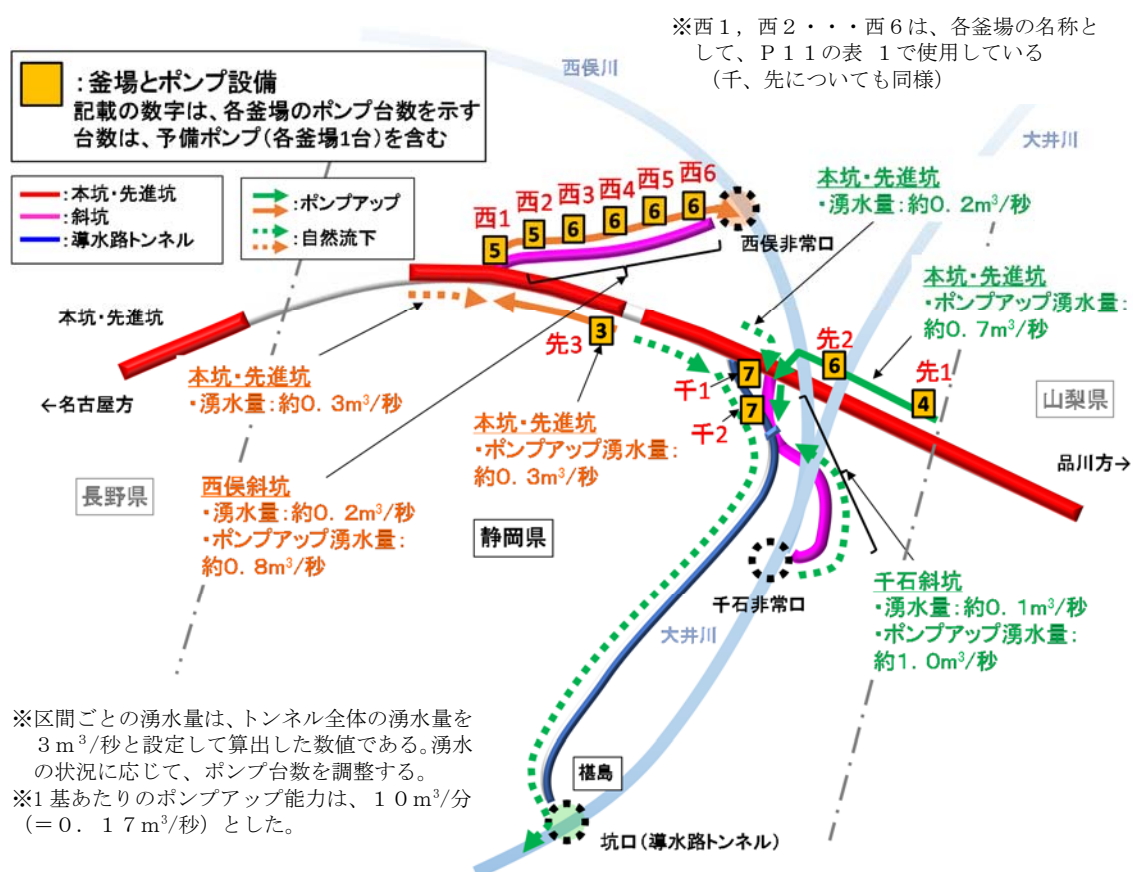 ※西１，西２・・・西６は、各釜場の名称と
して、Ｐ１１の表 １で使用している
（千、先についても同様）
：釜場とポンプ設備
記載の数字は、各釜場のポンプ台数を示す
台数は、予備ポンプ（各釜場1台）を含む
：本坑・先進坑
：斜坑
：導水路トンネル
：ポンプアップ
：自然流下
西俣川
大井川
西1
西2
西3
西4
西5
西6
5
5
6
6
6
6
西俣非常口
本坑・先進坑
・湧水量：約０．２m³/秒
本坑・先進坑
・ポンプアップ湧水量：
約０．７m³/秒
本坑・先進坑
←名古屋方
先3
3
先2
6
先1
4
千1
7
千2
7
山梨県
品川方→
本坑・先進坑
・湧水量：約０．３m³/秒
本坑・先進坑
・ポンプアップ湧水量：
約０．３m³/秒
長野県
西俣斜坑
・湧水量：約０．２m³/秒
・ポンプアップ湧水量：
約０．８m³/秒
静岡県
千石非常口
大井川
千石斜坑
・湧水量：約０．１m³/秒
・ポンプアップ湧水量：
約１．０m³/秒
※区間ごとの湧水量は、トンネル全体の湧水量を
３ｍ³/秒と設定して算出した数値である。湧水
の状況に応じて、ポンプ台数を調整する。
※1 基あたりのポンプアップ能力は、１０m³/分
（＝０．１７m³/秒）とした。
椹島
坑口（導水路トンネル）